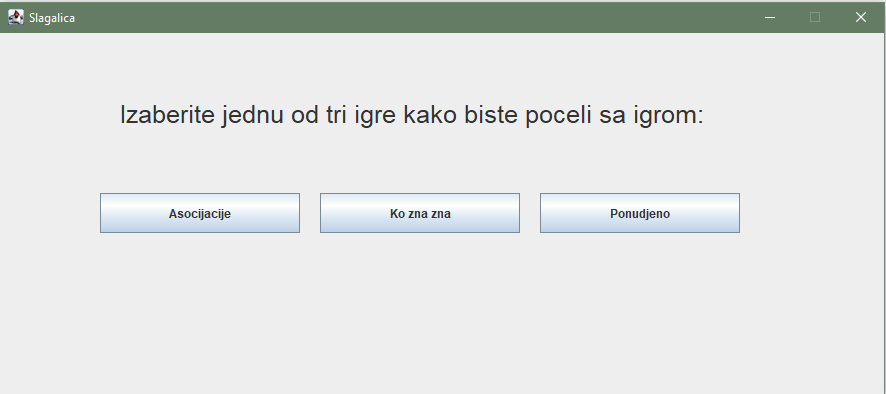 Slagalica
Izaberite jednu od tri igre kako biste poceli sa igrom:
Asocijacije
Ko zna zna
Ponudjeno